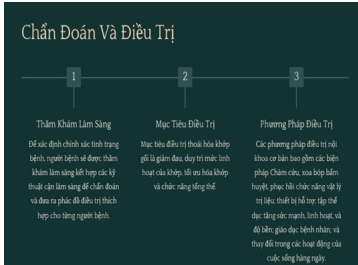 Chẩn Đoán Và Điều Trị
1
2
3
Thăm Khám Lâm Sàng
Để xác định chính xác tình trạng
bệnh, người bệnh sẽ được thăm
khám lâm sàng kết hợp các kỹ
thuật cận lâm sàng để chẩn đoán
và đưa ra phác đồ điều trị thích
hợp cho từng người bệnh.
Mục Tiêu Điều Trị
Mục tiêu điều trị thoái hóa khớp
gối là giảm đau, duy trì mức linh
hoạt của khớp, tối ưu hóa khớp
và chức năng tổng thể.
Phương Pháp Điều Trị
Các phương pháp điều trị nội
khoa cơ bản bao gồm các biện
pháp Châm cứu, xoa bóp bấm
huyệt, phục hồi chức năng vật lý
trị liệu; thiết bị hỗ trợ; tập thể
dục tăng sức mạnh, linh hoạt, và
độ bền; giáo dục bệnh nhân; và
thay đổi trong các hoạt động của
cuộc sống hàng ngày.